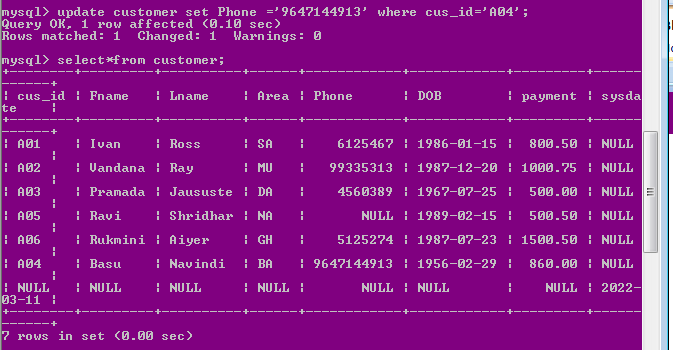 mysql> update customer set Phone ='9647144913' where cus_id='A04';
Query OK, 1 row affected (0.10 sec)
Rows matched: 1  Changed: 1  Warnings: 0
mysql> select*from customer;
+--------+---------+----------+------+------------+------------+---------+------
------+
| cus_id | Fname   | Lname    | Area | Phone      | DOB        | payment | sysda
te    |
+--------+---------+----------+------+------------+------------+---------+------
------+
| A01    | Ivan    | Ross     | SA   |    6125467 | 1986-01-15 |  800.50 | NULL
      |
| A02    | Vandana | Ray      | MU   |   99335313 | 1987-12-20 | 1000.75 | NULL
      |
| A03    | Pramada | Jaususte | DA   |    4560389 | 1967-07-25 |  500.00 | NULL
      |
| A05    | Ravi    | Shridhar | NA   |       NULL | 1989-02-15 |  500.50 | NULL
      |
| A06    | Rukmini | Aiyer    | GH   |    5125274 | 1987-07-23 | 1500.50 | NULL
      |
| A04    | Basu    | Navindi  | BA   | 9647144913 | 1956-02-29 |  860.00 | NULL
      |
| NULL   | NULL    | NULL     | NULL |       NULL | NULL       |    NULL | 2022-
03-11 |
+--------+---------+----------+------+------------+------------+---------+------
------+
7 rows in set (0.00 sec)